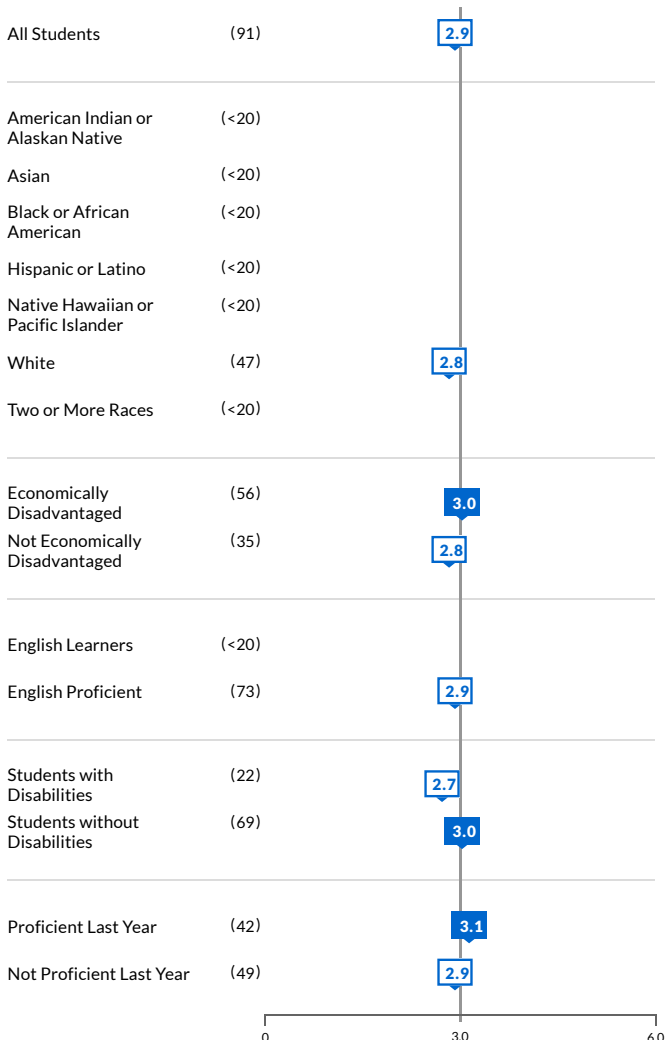 All Students (91) 2.9
American Indian or (<20)
Alaskan Native
Asian (<20)
Black or African (<20)
American
Hispanic or Latino (<20)
Native Hawaiian or (<20)
Pacific Islander
White (47) 2.8
Two or More Races (<20)
Economically (56) 3.0
Disadvantaged
Not Economically (35) 2.8
Disadvantaged
English Learners (<20)
English Proficient (73) 2.9
Students with (22) 2.7
Disabilities
Students without (69) 3.0
Disabilities
Proficient Last Year (42) 3.1
Not Proficient Last Year (49) 2.9
0 3.0 6.0